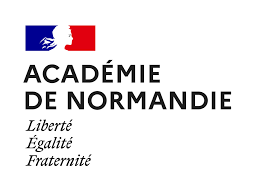 ACADÉMIE
DE NORMANDIE
Liberté
Égalité
Fraternité